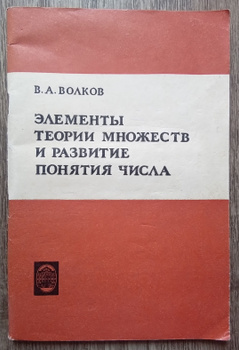 В. А. ВОЛКОВ
ЭЛЕМЕНТЫ
ТЕОРИИ МНОЖЕСТВ
И РАЗВИТИЕ
ПОНЯТИЯ ЧИСЛА